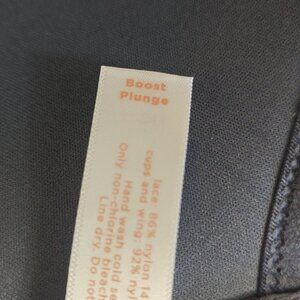 Boost
Plunge
lace: 86% nylon 14
cups and wing: 92% nyl
Hand wash cold se
Only non-chlorine bleach
Line dry. Do not